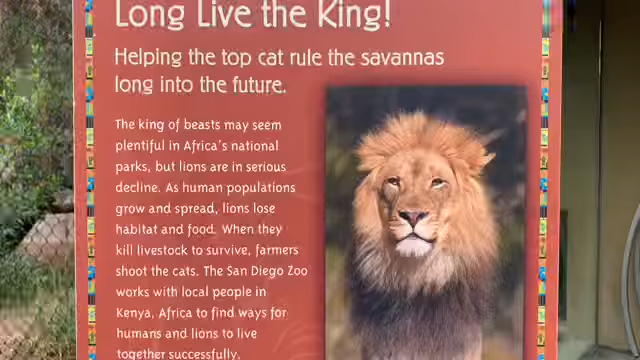 Long Live the King!
Helping the top cat rule the savannas
long into the future.
The king of beasts may seem
plentiful in Africa's national
parks, but lions are in serious
decline. As human populations
grow and spread, lions lose
habitat and food. When they
kill livestock to survive, farmers
shoot the cats. The San Diego Zoo
works with local people in
Kenya, Africa to find ways for
humans and lions to live
together successfully.